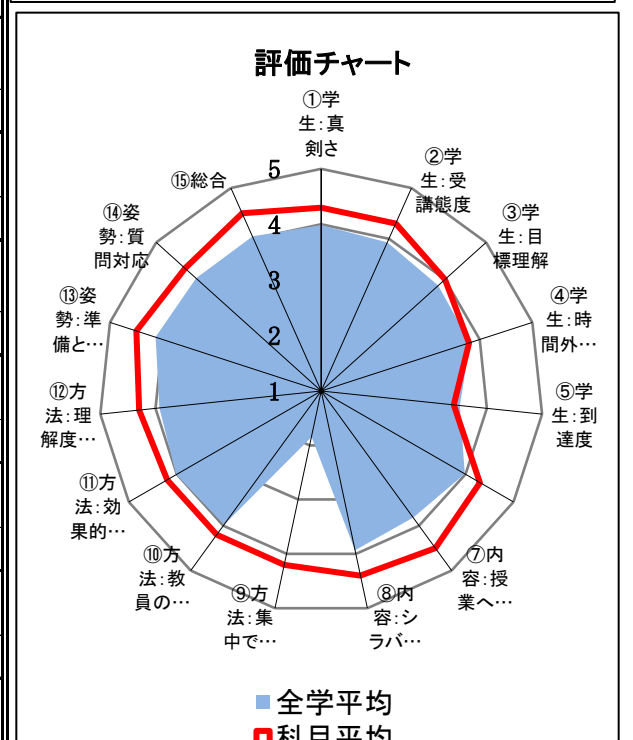 評価チャート
①学
生:真
剣さ
②学
生:受
講態度
③学
生:目
標理解
④学
生:時
間外…
⑤学
生:到
達度
⑦内
容:授
業へ…
⑧内
容:シ
ラバ…
⑨方
法:集
中で…
⑩方
法:教
員の…
⑪方
法:効
果的…
⑫方
法:理
解度…
⑬姿
勢:準
備と…
⑭姿
勢:質
問対応
⑮総合
5
4
3
2
1
全学平均
科目平均